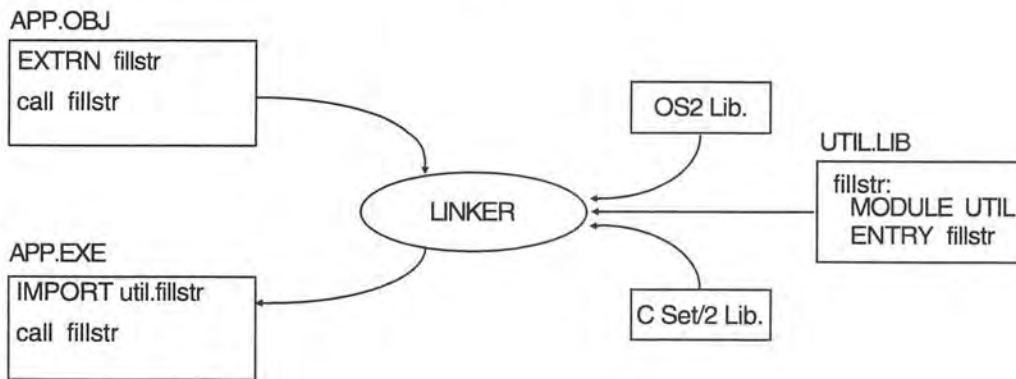 APP.OBJ
EXTRN fillstr
call fillstr
OS2 Lib.
UTIL.LIB
fillstr:
MODULE UTIL
ENTRY fillstr
LINKER
APP.EXE
IMPORT util.fillstr
call fillstr
C Set/2 Lib.